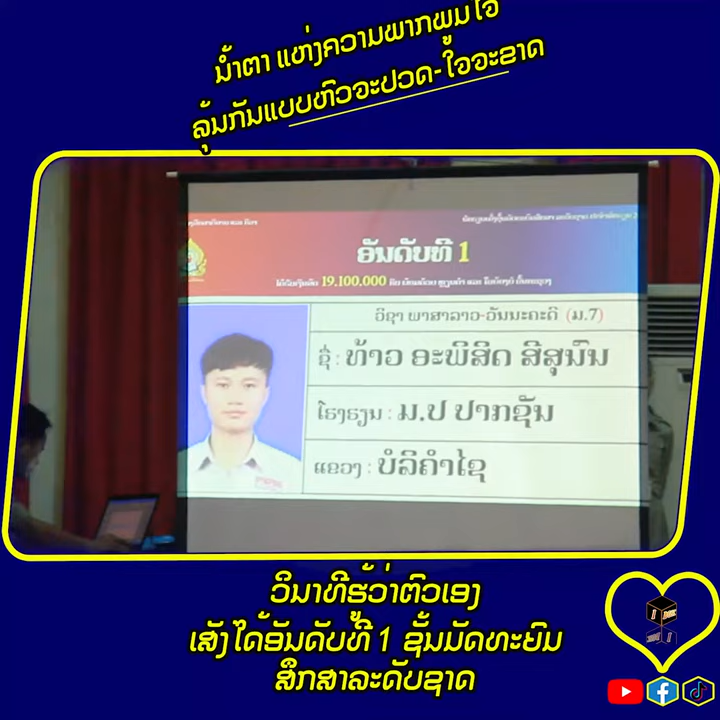 ນ້ຳຕາ ແຫ່ງຄວາມພາກພູມໃຈ
ລຸ້ນກັນແບບຫົວຈະປວດ-ໃຈຈະຂາດ
ອັນດັບທີ 1
19,100,000
ວິຊາ ພາສາລາວ-ວັນນະຄະດີ (ມ.7)
ຊື່ : ທ້າວ ອະພິສິດ ສີສຸມົນ
ໂຮງຮຽນ : ມ.ປ ປາກຊັນ
ແຂວງ : ບໍລິຄຳໄຊ
ວິນາທີຮູ້ວ່າຕົວເອງ
ເສັງໄດ້ອັນດັບທີ 1 ຊັ້ນມັດທະຍົມ
ສຶກສາລະດັບຊາດ